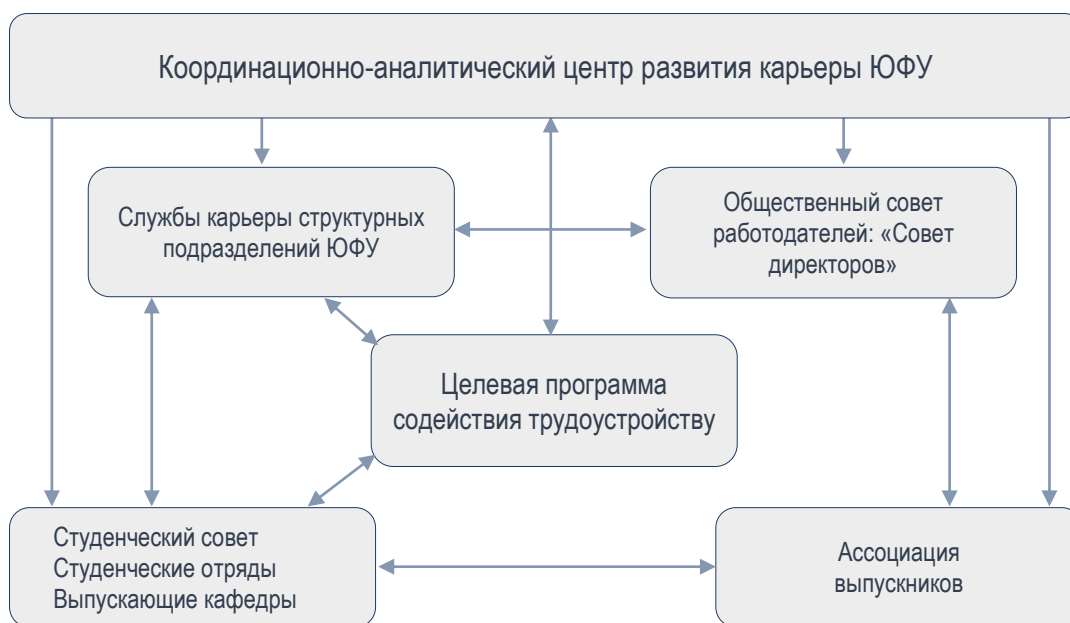 Координационно-аналитический центр развития карьеры ЮФУ
Службы карьеры структурных
подразделений ЮФУ
Общественный совет
работодателей: «Совет
директоров»
Целевая программа
содействия трудоустройству
Студенческий совет
Студенческие отряды
Выпускающие кафедры
Ассоциация
выпускников